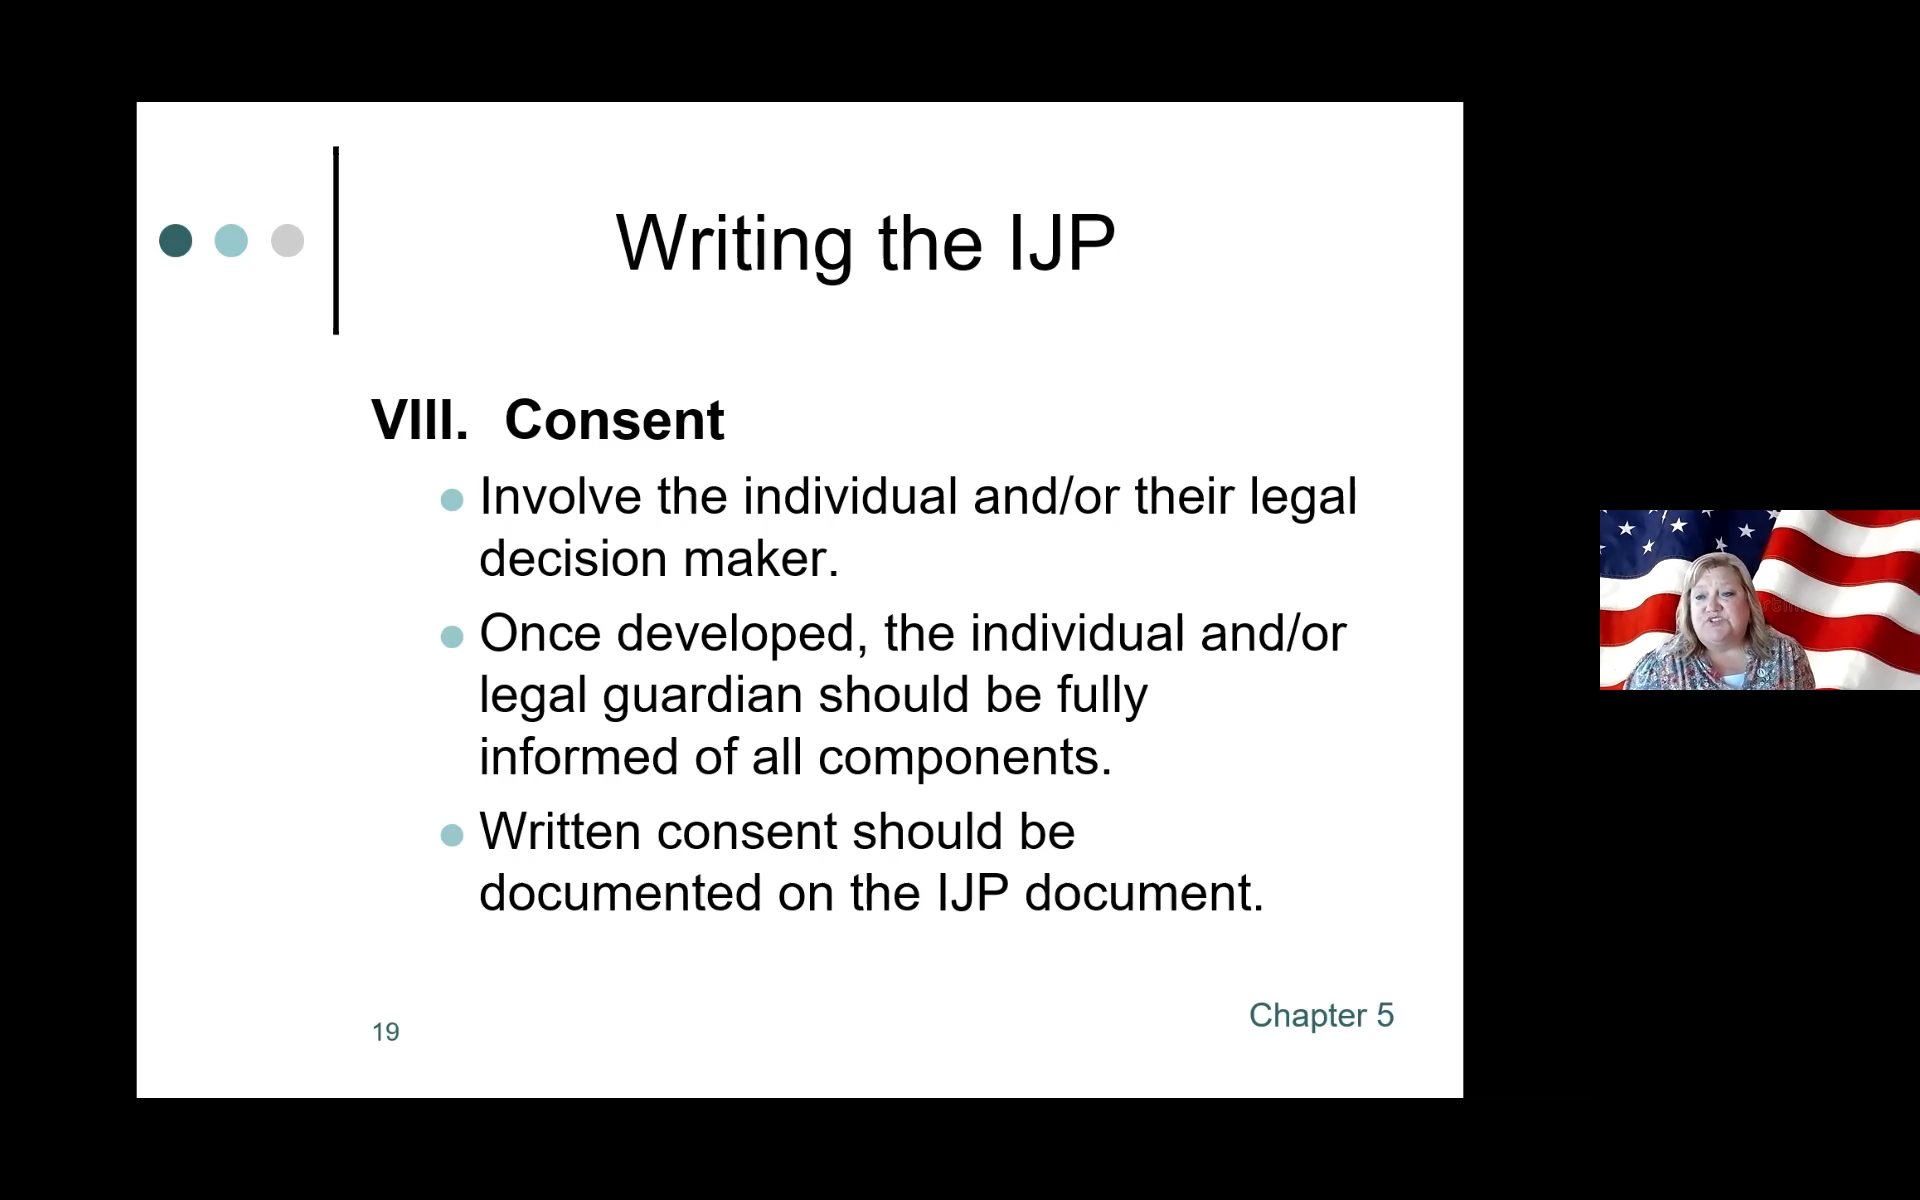 Writing the IJP
VIII. Consent
Involve the individual and/or their legal
decision maker.
Once developed, the individual and/or
legal guardian should be fully
informed of all components.
Written consent should be
documented on the IJP document.
19
Chapter 5